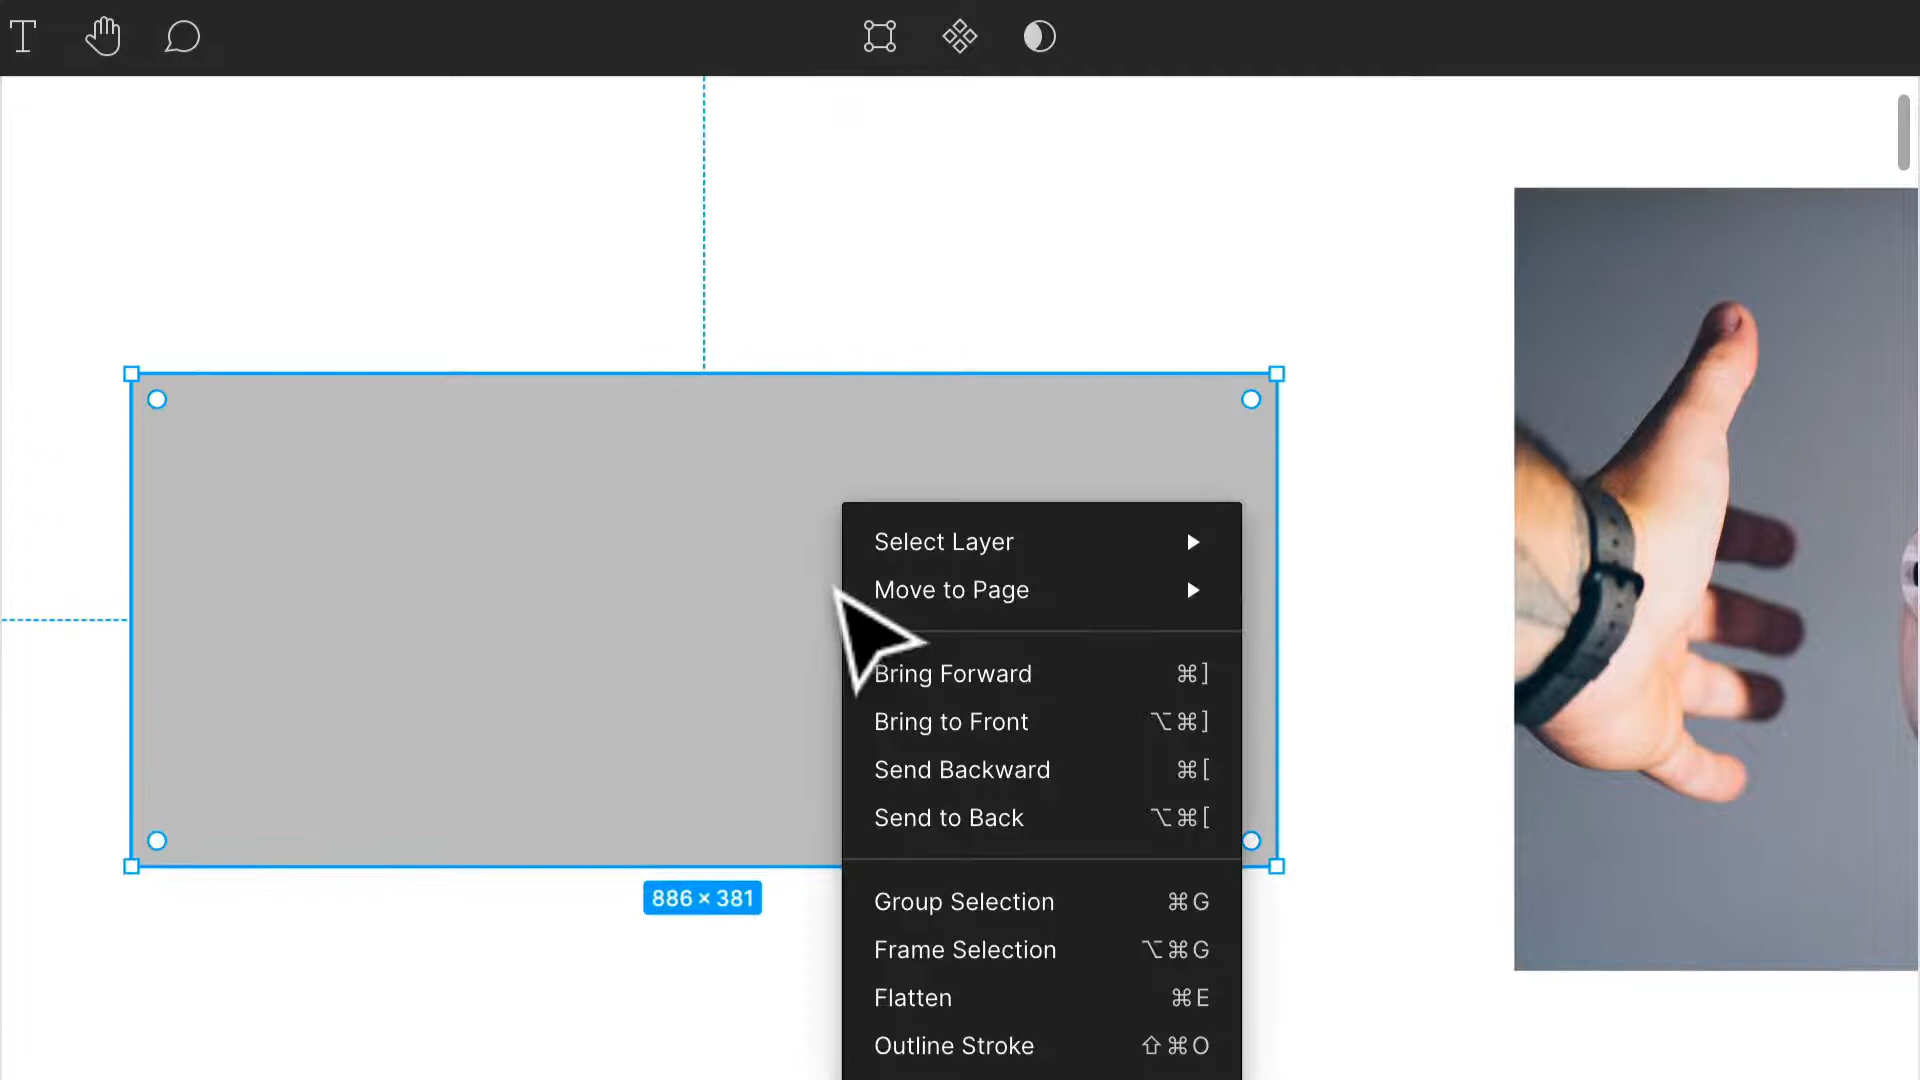 Select Layer
Move to Page
Bring Forward ⌘]
Bring to Front ⌥⌘]
Send Backward ⌘[
Send to Back ⌥⌘[
886 × 381
Group Selection ⌘G
Frame Selection ⌥⌘G
Flatten ⌘E
Outline Stroke ⇧⌘O